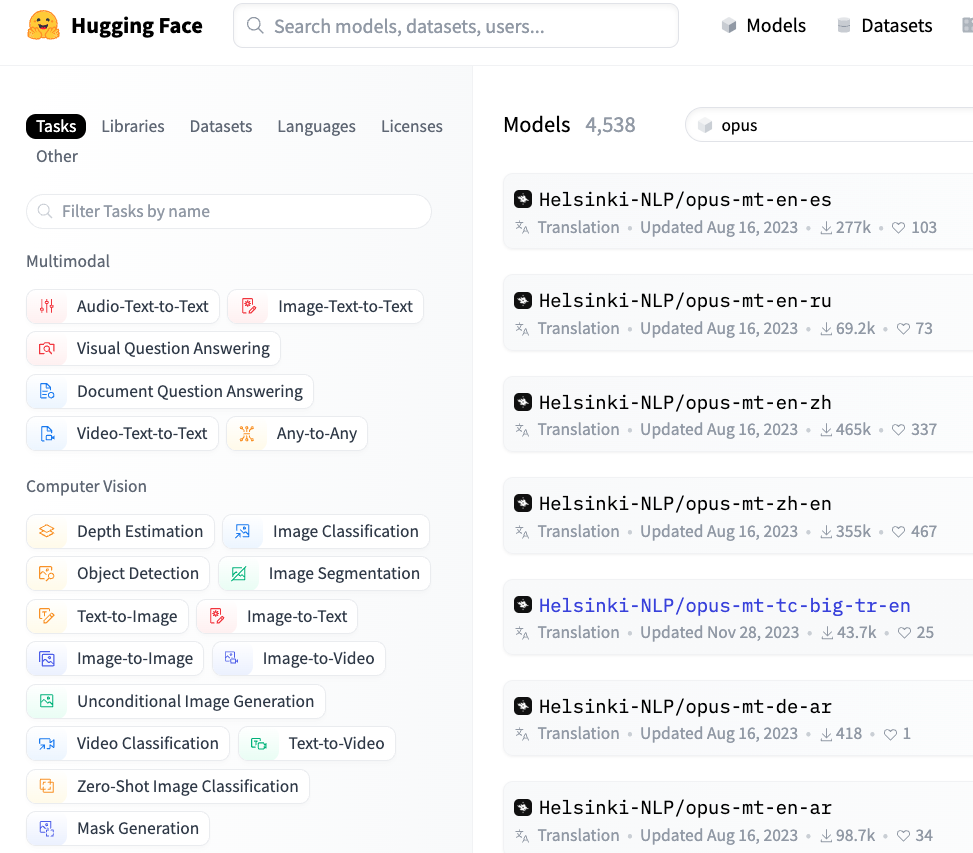 Hugging Face
Search models, datasets, users...
Models
Datasets
Tasks Libraries Datasets Languages Licenses
Other
Filter Tasks by name
Multimodal
Audio-Text-to-Text Image-Text-to-Text
Visual Question Answering
Document Question Answering
Video-Text-to-Text Any-to-Any
Computer Vision
Depth Estimation Image Classification
Object Detection Image Segmentation
Text-to-Image Image-to-Text
Image-to-Image Image-to-Video
Unconditional Image Generation
Video Classification Text-to-Video
Zero-Shot Image Classification
Mask Generation
Models 4,538
opus
Helsinki-NLP/opus-mt-en-es
Translation • Updated Aug 16, 2023 • 277k • 103
Helsinki-NLP/opus-mt-en-ru
Translation • Updated Aug 16, 2023 • 69.2k • 73
Helsinki-NLP/opus-mt-en-zh
Translation • Updated Aug 16, 2023 • 465k • 337
Helsinki-NLP/opus-mt-zh-en
Translation • Updated Aug 16, 2023 • 355k • 467
Helsinki-NLP/opus-mt-tc-big-tr-en
Translation • Updated Nov 28, 2023 • 43.7k • 25
Helsinki-NLP/opus-mt-de-ar
Translation • Updated Aug 16, 2023 • 418 • 1
Helsinki-NLP/opus-mt-en-ar
Translation • Updated Aug 16, 2023 • 98.7k • 34